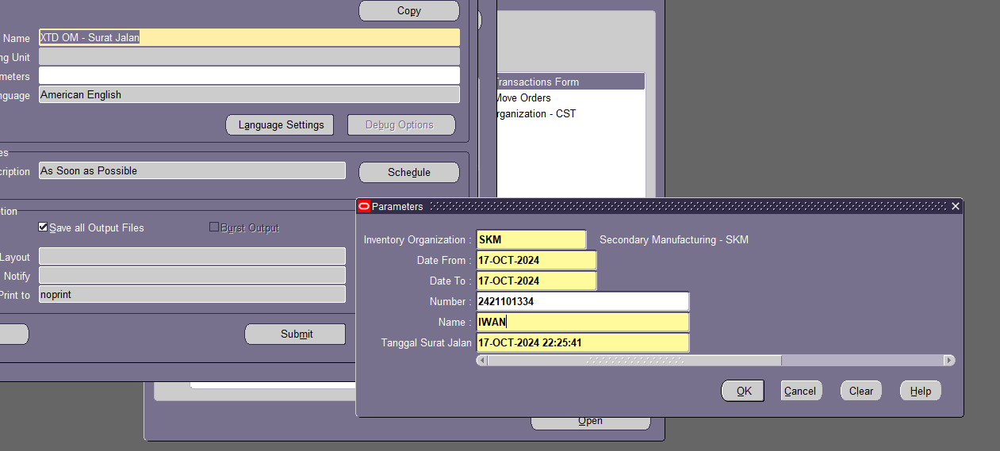 Copy
Name XTD OM - Surat Jalan
ng Unit
meters
nguage American English
Language Settings Debug Options
es
cription As Soon as Possible Schedule
tion
Save all Output Files Burst Output
Layout
Notify
Print to noprint
Submit
Transactions Form
Move Orders
rganization - CST
Parameters
Inventory Organization : SKM Secondary Manufacturing - SKM
Date From : 17-OCT-2024
Date To : 17-OCT-2024
Number : 2421101334
Name : IWAN
Tanggal Surat Jalan 17-OCT-2024 22:25:41
OK Cancel Clear Help
Open